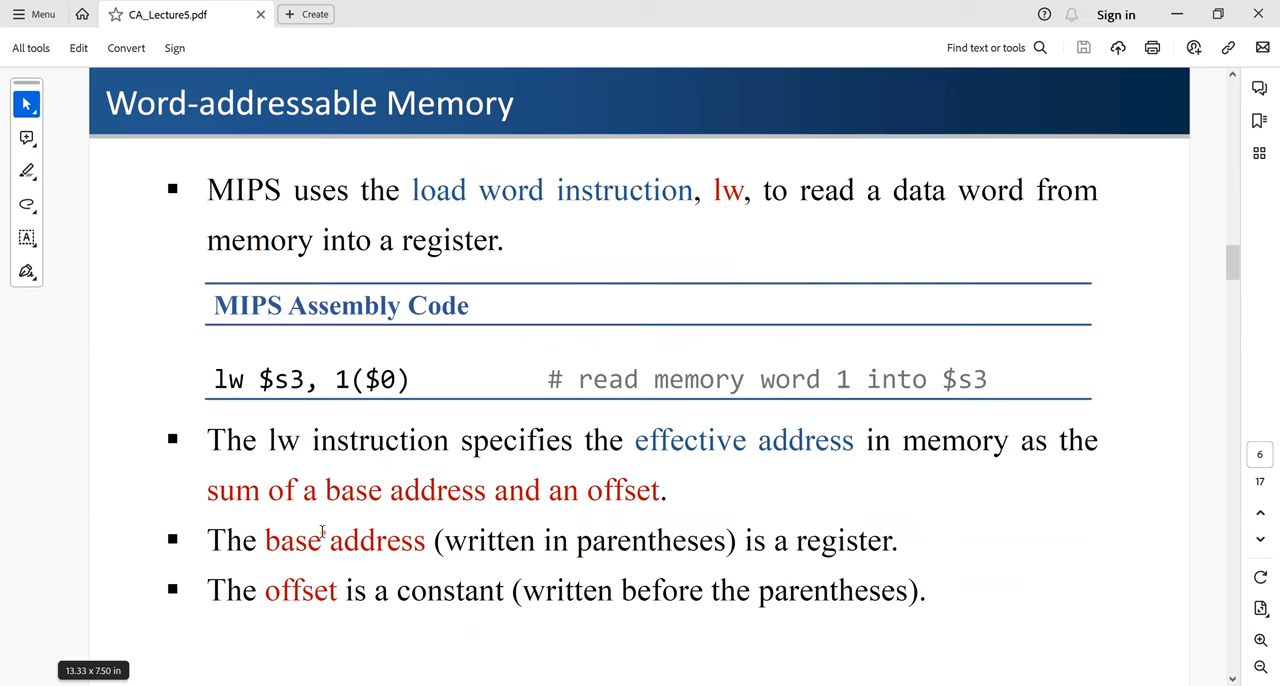 Menu
CA_Lecture5.pdf
Create
Sign in
All tools
Edit
Convert
Sign
Find text or tools
Word-addressable Memory
▪ MIPS uses the load word instruction, lw, to read a data word from
memory into a register.
MIPS Assembly Code
lw $s3, 1($0) # read memory word 1 into $s3
▪ The lw instruction specifies the effective address in memory as the
sum of a base address and an offset.
▪ The base address (written in parentheses) is a register.
▪ The offset is a constant (written before the parentheses).
6
17
13.33 x 7.50 in